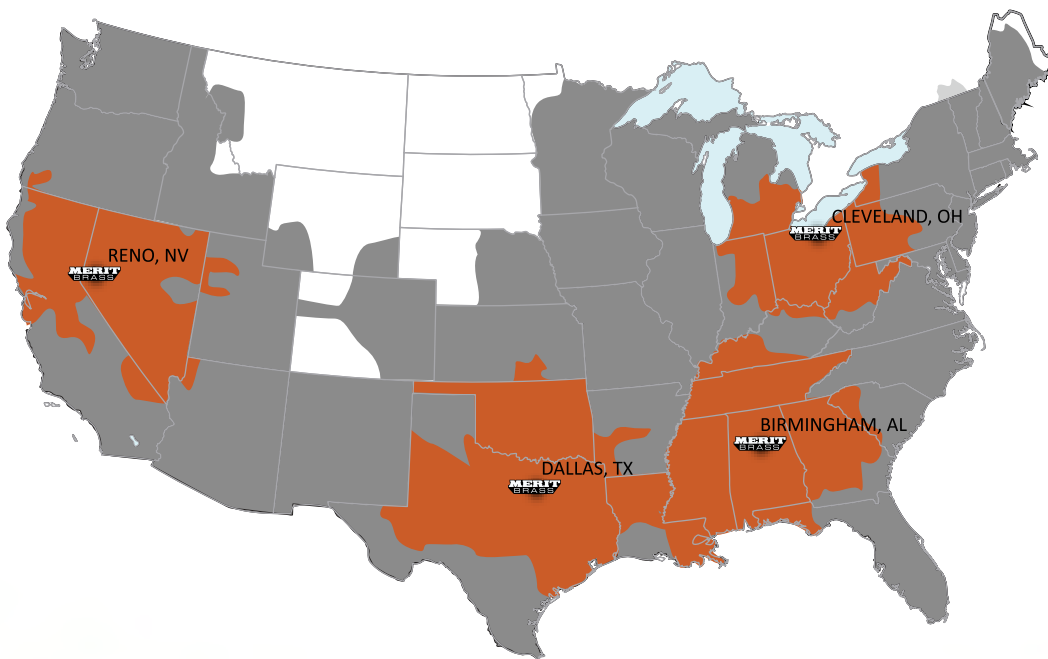 CLEVELAND, OH
MERIT
BRASS
RENO, NV
MERIT
BRASS
BIRMINGHAM, AL
MERIT
BRASS
DALLAS, TX
MERIT
BRASS